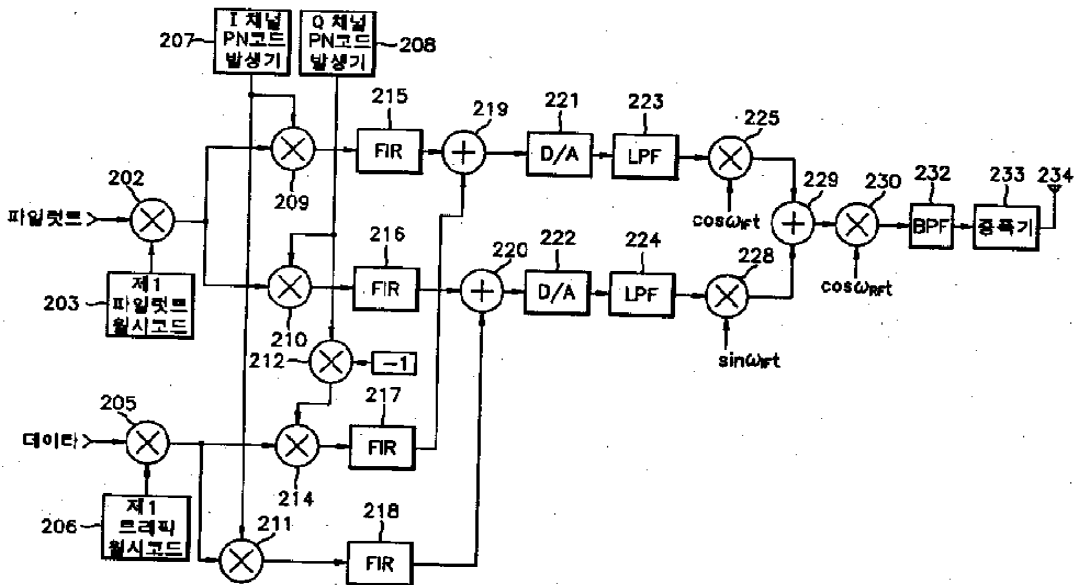 I 채널
PN코드
발생기
207
Q 채널
PN코드
발생기
208
215
FIR
209
219
221
D/A
223
LPF
225
cosωIFt
202
파일럿트
제1
파일럿트
월시코드
203
216
FIR
210
220
222
D/A
224
LPF
228
sinωIFt
229
230
cosωRFt
232
BPF
233
증폭기
234
212
-1
205
데이타
제1
트래픽
월시코드
206
214
217
FIR
211
218
FIR